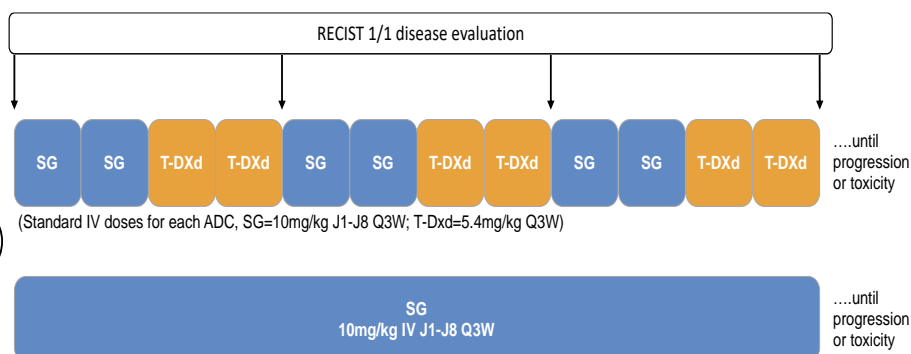 RECIST 1/1 disease evaluation
SG SG T-DXd T-DXd SG SG T-DXd T-DXd SG SG T-DXd T-DXd
....until
progression
or toxicity
(Standard IV doses for each ADC, SG=10mg/kg J1-J8 Q3W; T-Dxd=5.4mg/kg Q3W)
SG
10mg/kg IV J1-J8 Q3W
....until
progression
or toxicity